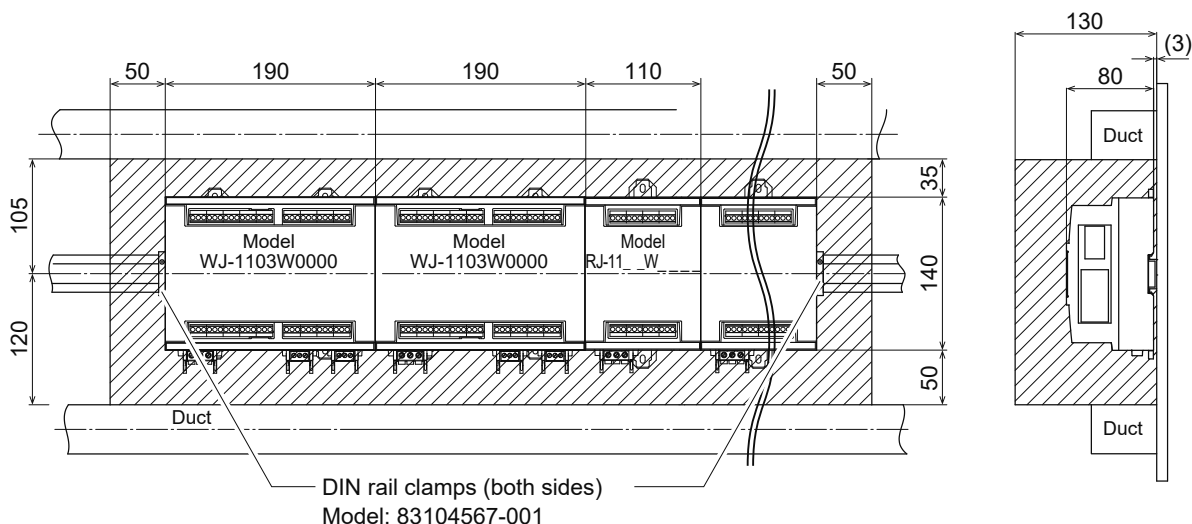 130
(3)
50
190
190
110
50
80
Duct
35
105
Model
WJ-1103W0000
Model
WJ-1103W0000
Model
RJ-11_ _W_ _ _ _
140
120
50
Duct
Duct
DIN rail clamps (both sides)
Model: 83104567-001